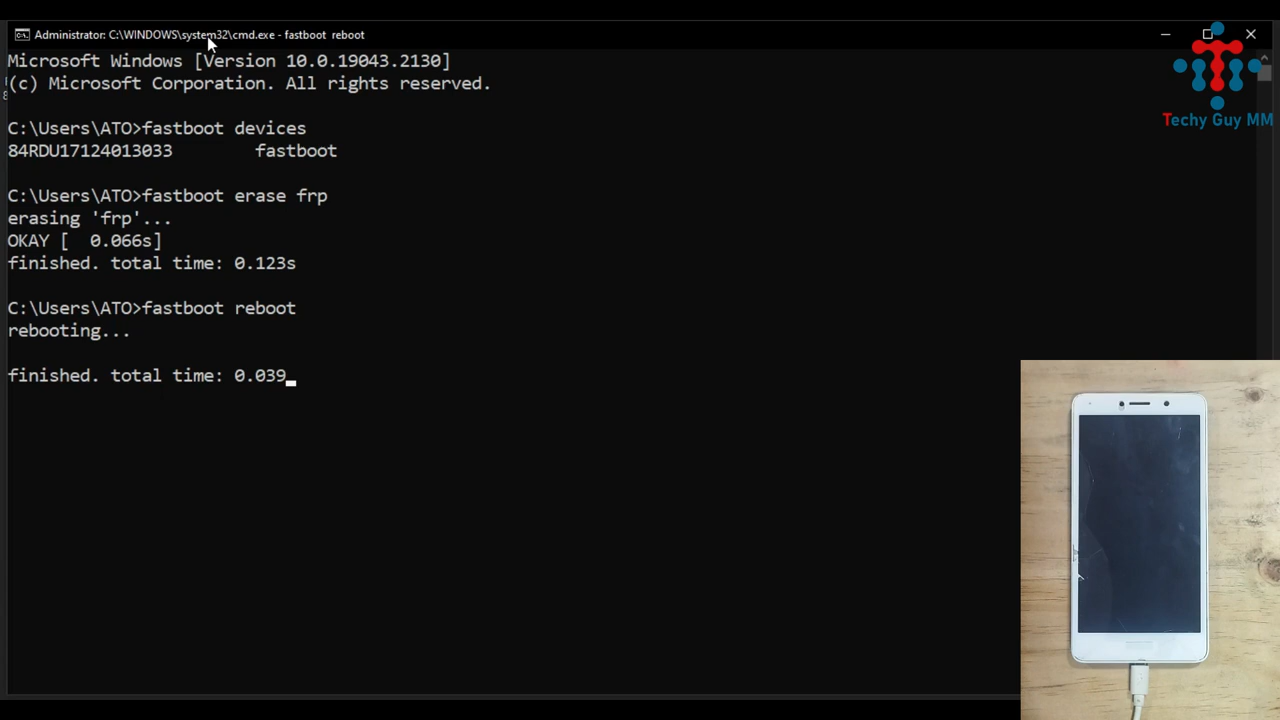 Administrator: C:\WINDOWS\system32\cmd.exe - fastboot reboot
Microsoft Windows [Version 10.0.19043.2130]
(c) Microsoft Corporation. All rights reserved.
C:\Users\ATO>fastboot devices
84RDU17124013033 fastboot
C:\Users\ATO>fastboot erase frp
erasing 'frp'...
OKAY [ 0.066s]
finished. total time: 0.123s
C:\Users\ATO>fastboot reboot
rebooting...
finished. total time: 0.039
Techy Guy MM